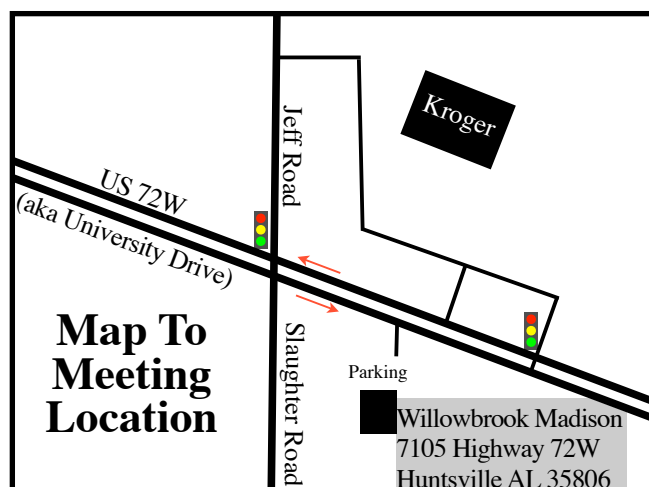 Kroger
Jeff Road
US 72W
(aka University Drive)
Map To
Meeting
Location
Slaughter Road
Parking
Willowbrook Madison
7105 Highway 72W
Huntsville AL 35806